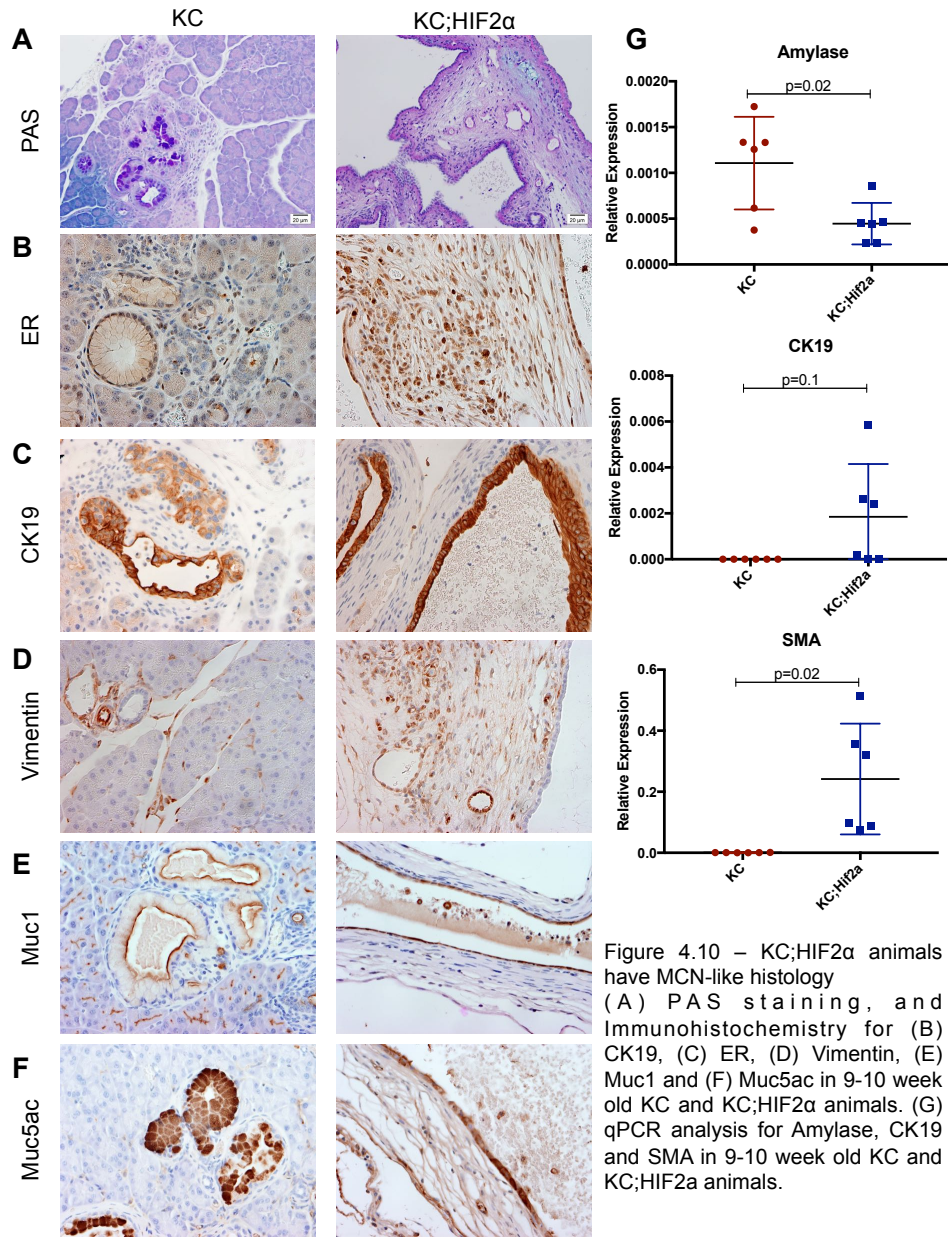 KC
KC;HIF2α
A
PAS
20 µm
20 µm
B
ER
C
CK19
D
Vimentin
E
Muc1
F
Muc5ac
G
Amylase
p=0.02
Relative Expression
0.0020
0.0015
0.0010
0.0005
0.0000
KC
KC;Hif2a
CK19
p=0.1
Relative Expression
0.008
0.006
0.004
0.002
0.000
KC
KC;Hif2a
SMA
p=0.02
Relative Expression
0.6
0.4
0.2
0.0
KC
KC;Hif2a
Figure 4.10 – KC;HIF2α animals
have MCN-like histology
(A) PAS staining, and
Immunohistochemistry for (B)
CK19, (C) ER, (D) Vimentin, (E)
Muc1 and (F) Muc5ac in 9-10 week
old KC and KC;HIF2α animals. (G)
qPCR analysis for Amylase, CK19
and SMA in 9-10 week old KC and
KC;HIF2a animals.